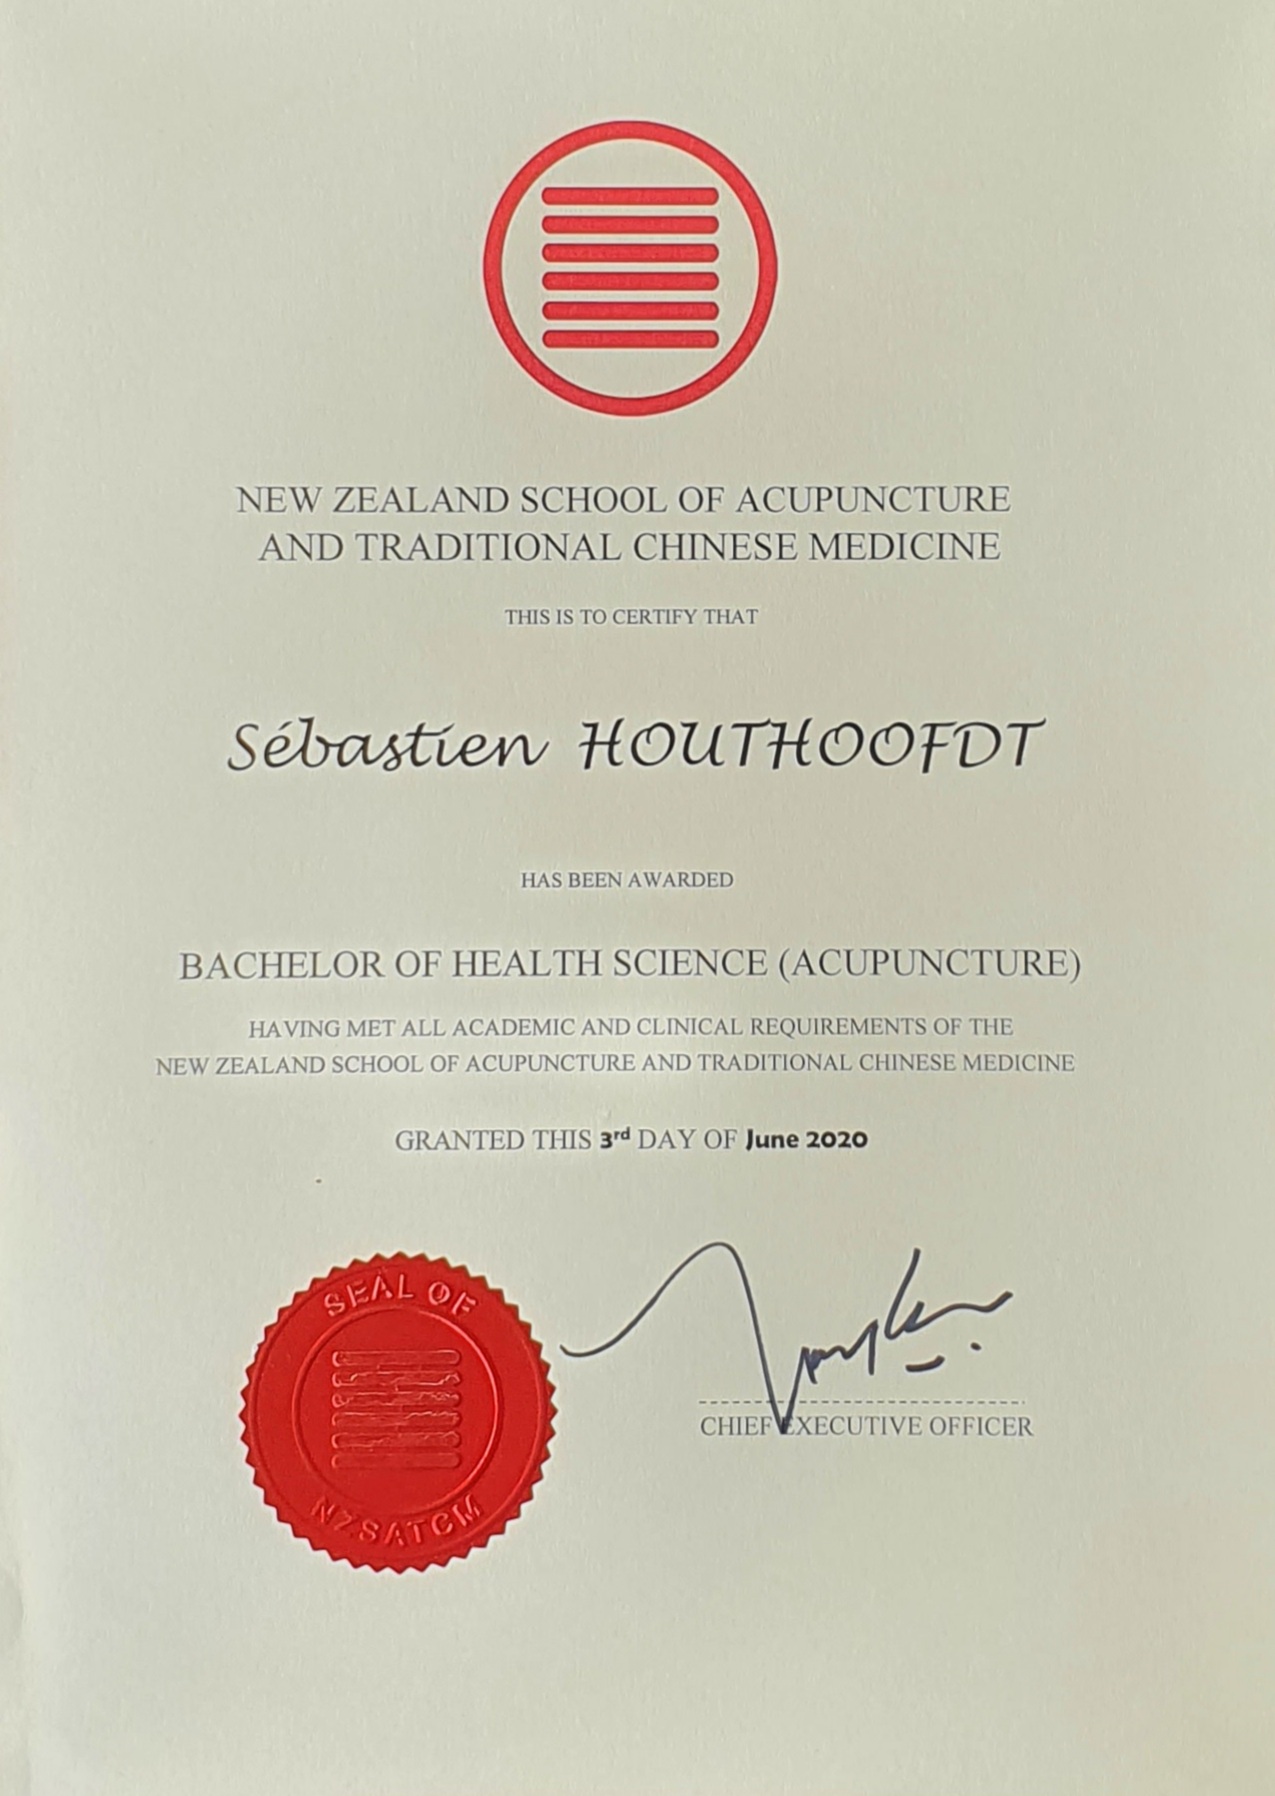 NEW ZEALAND SCHOOL OF ACUPUNCTURE
AND TRADITIONAL CHINESE MEDICINE
THIS IS TO CERTIFY THAT
Sébastien HOUTHOOFDT
HAS BEEN AWARDED
BACHELOR OF HEALTH SCIENCE (ACUPUNCTURE)
HAVING MET ALL ACADEMIC AND CLINICAL REQUIREMENTS OF THE
NEW ZEALAND SCHOOL OF ACUPUNCTURE AND TRADITIONAL CHINESE MEDICINE
GRANTED THIS 3rd DAY OF June 2020
SEAL OF
NZSATCM
CHIEF EXECUTIVE OFFICER